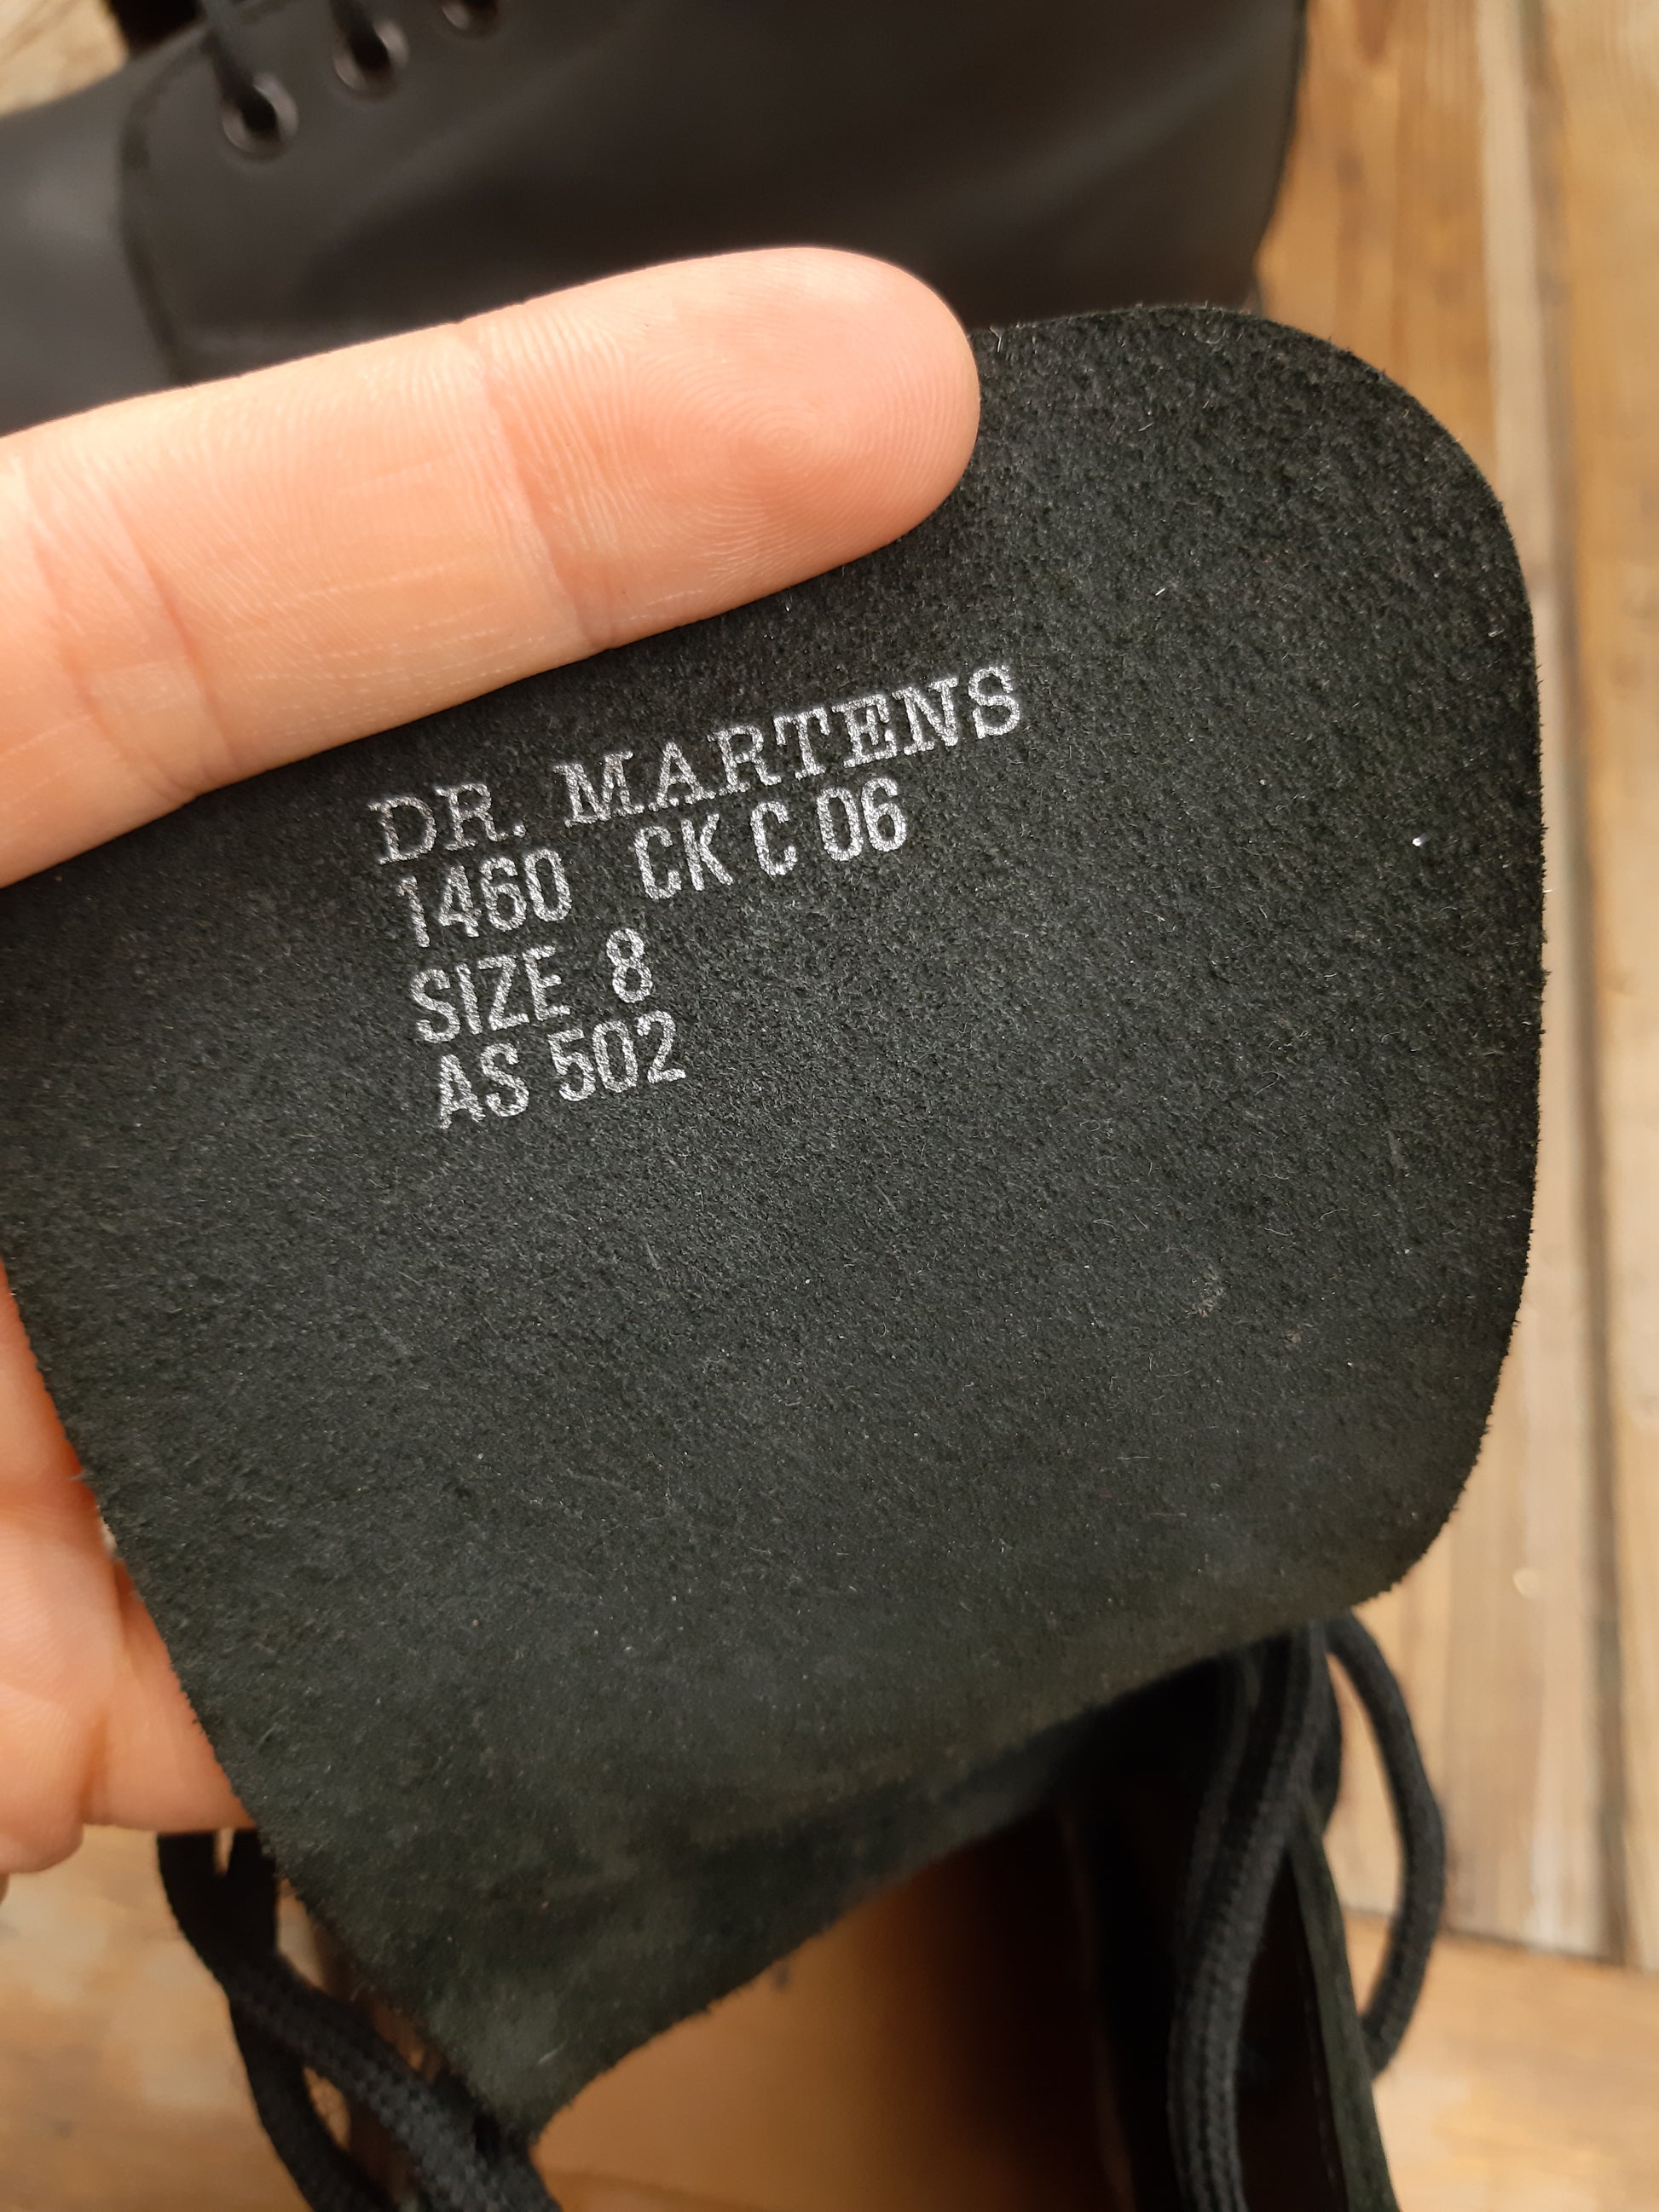 DR. MARTENS
1460 CK C 06
SIZE 8
AS 502